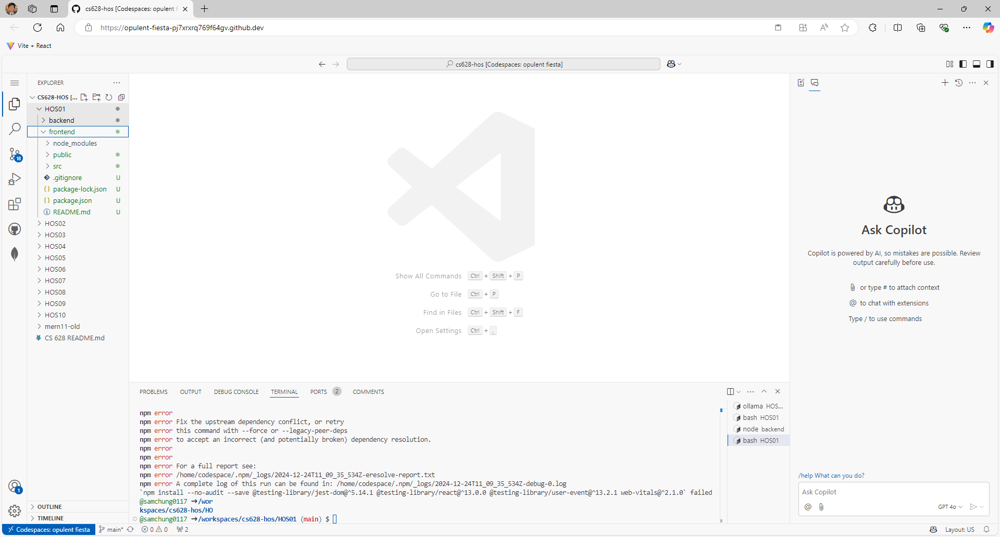 cs628-hos [Codespaces: opulent f
https://opulent-fiesta-pj7xrxrq769f64gv.github.dev
Vite + React
cs628-hos [Codespaces: opulent fiesta]
EXPLORER
CS628-HOS [...
HOS01
backend
frontend
node_modules
public
src
.gitignore U
package-lock.json U
package.json U
README.md U
HOS02
HOS03
HOS04
HOS05
HOS06
HOS07
HOS08
HOS09
HOS10
mern11-old
CS 628 README.md
18
1
OUTLINE
TIMELINE
Show All Commands Ctrl + Shift + P
Go to File Ctrl + P
Find in Files Ctrl + Shift + F
Open Settings Ctrl + ,
PROBLEMS OUTPUT DEBUG CONSOLE TERMINAL PORTS 2 COMMENTS
npm error
npm error Fix the upstream dependency conflict, or retry
npm error this command with --force or --legacy-peer-deps
npm error to accept an incorrect (and potentially broken) dependency resolution.
npm error
npm error
npm error For a full report see:
npm error /home/codespace/.npm/_logs/2024-12-24T11_09_35_534Z-eresolve-report.txt
npm error A complete log of this run can be found in: /home/codespace/.npm/_logs/2024-12-24T11_09_35_534Z-debug-0.log
`npm install --no-audit --save @testing-library/jest-dom@^5.14.1 @testing-library/react@^13.0.0 @testing-library/user-event@^13.2.1 web-vitals@^2.1.0` failed
@samchung0117 ➜/wor
kspaces/cs628-hos/HO
@samchung0117 ➜/workspaces/cs628-hos/HOS01 (main) $
ollama HOS...
bash HOS01
node backend
bash HOS01
Ask Copilot
Copilot is powered by AI, so mistakes are possible. Review
output carefully before use.
or type # to attach context
@ to chat with extensions
Type / to use commands
/help What can you do?
Ask Copilot
@ GPT 4o
Codespaces: opulent fiesta main* 0 0 2 Layout: US